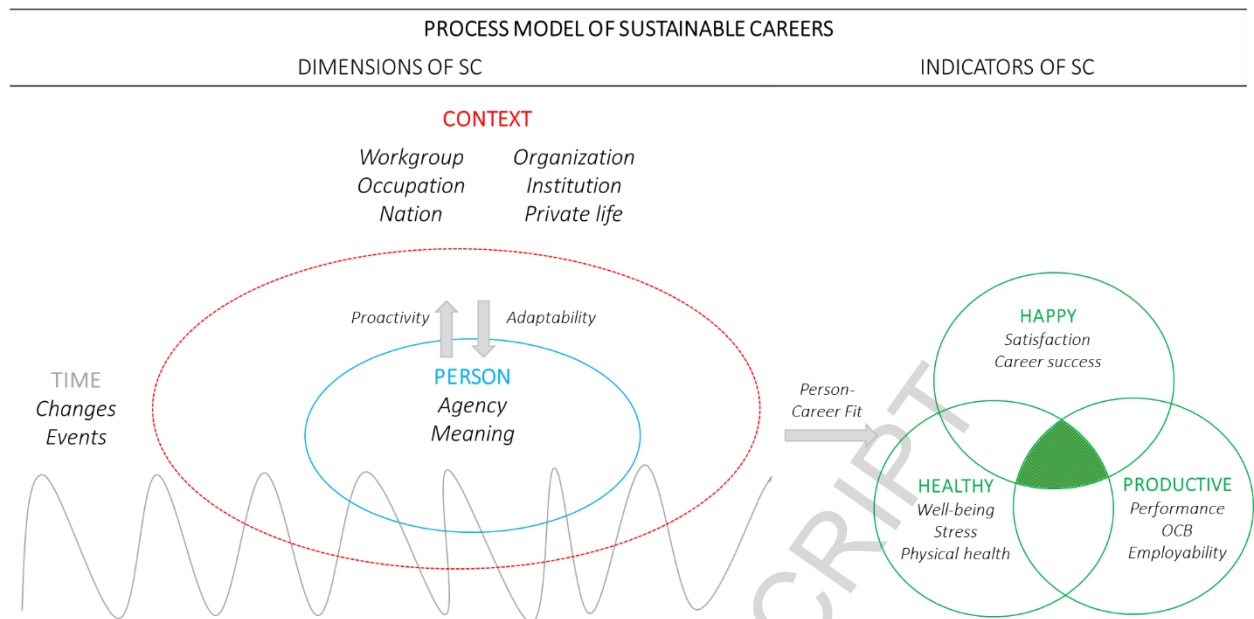 PROCESS MODEL OF SUSTAINABLE CAREERS
DIMENSIONS OF SC
INDICATORS OF SC
CONTEXT
Workgroup
Occupation
Nation
Organization
Institution
Private life
Proactivity
Adaptability
PERSON
Agency
Meaning
TIME
Changes
Events
Person-
Career Fit
HAPPY
Satisfaction
Career success
HEALTHY
Well-being
Stress
Physical health
PRODUCTIVE
Performance
OCB
Employability
CRIPT